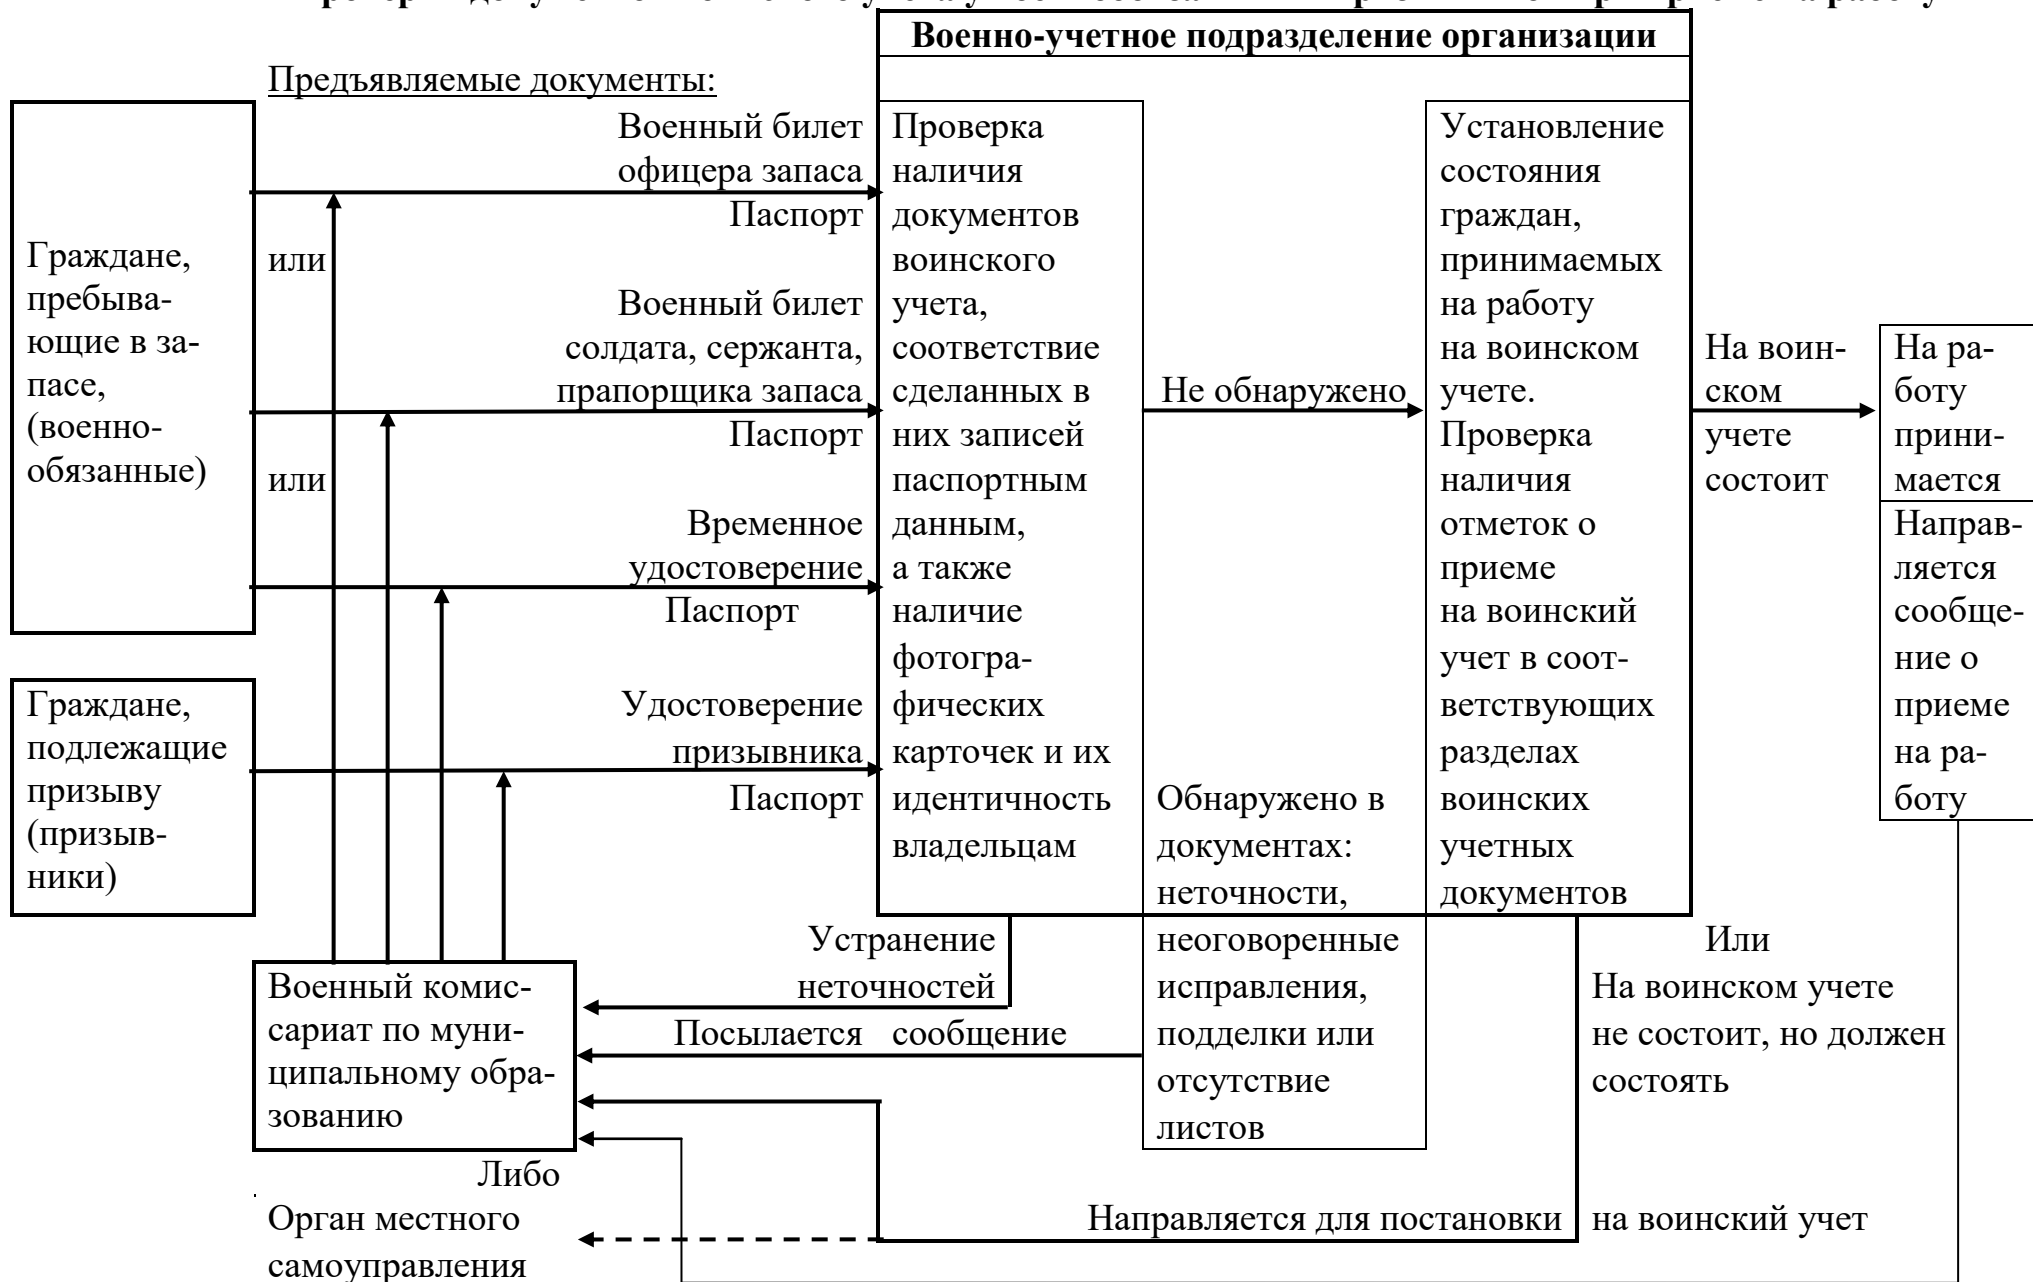 Военно-учетное подразделение организации
Предъявляемые документы:
Граждане,
пребыва-
ющие в за-
пасе,
(военно-
обязанные)
или
или
Военный билет
офицера запаса
Паспорт
Военный билет
солдата, сержанта,
прапорщика запаса
Паспорт
Временное
удостоверение
Паспорт
Граждане,
подлежащие
призыву
(призыв-
ники)
Удостоверение
призывника
Паспорт
Проверка
наличия
документов
воинского
учета,
соответствие
сделанных в
них записей
паспортным
данным,
а также
наличие
фотогра-
фических
карточек и их
идентичность
владельцам
Не обнаружено
Обнаружено в
документах:
неточности,
неоговоренные
исправления,
подделки или
отсутствие
листов
Установление
состояния
граждан,
принимаемых
на работу
на воинском
учете.
Проверка
наличия
отметок о
приеме
на воинский
учет в соот-
ветствующих
разделах
воинских
учетных
документов
На воин-
ском
учете
состоит
На ра-
боту
прини-
мается
Направ-
ляется
сообще-
ние о
приеме
на ра-
боту
Устранение
неточностей
Посылается сообщение
Или
На воинском учете
не состоит, но должен
состоять
Военный комис-
сариат по муни-
ципальному обра-
зованию
Либо
Орган местного
самоуправления
Направляется для постановки на воинский учет